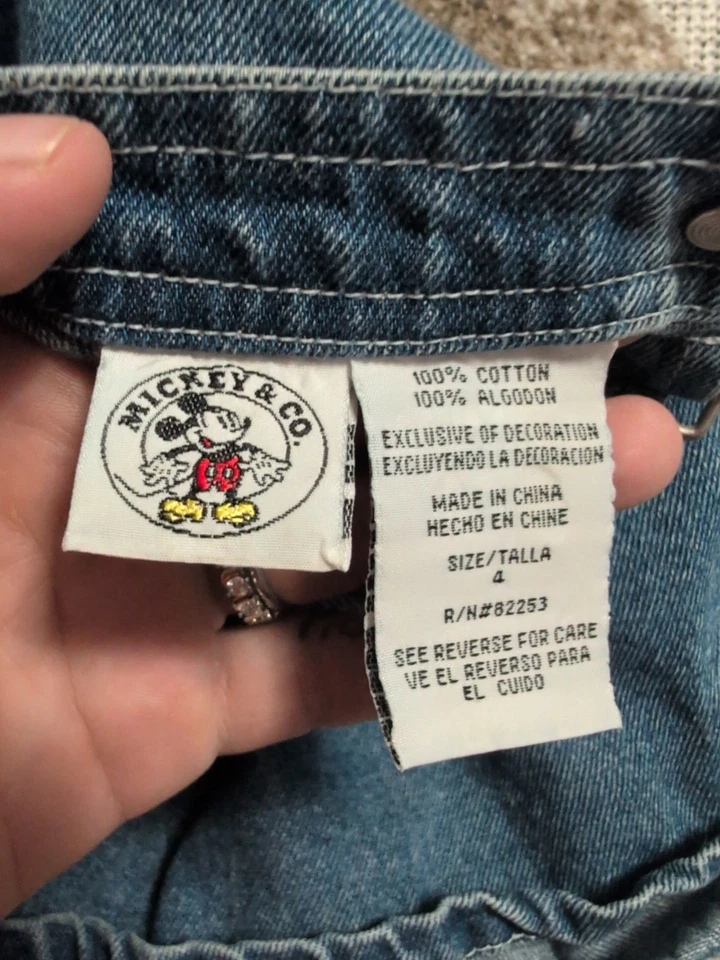 MICKEY & CO.
100% COTTON
100% ALGODON
EXCLUSIVE OF DECORATION
EXCLUYENDO LA DECORACION
MADE IN CHINA
HECHO EN CHINE
SIZE/TALLA
4
R/N#82253
SEE REVERSE FOR CARE
VE EL REVERSO PARA
EL CUIDO